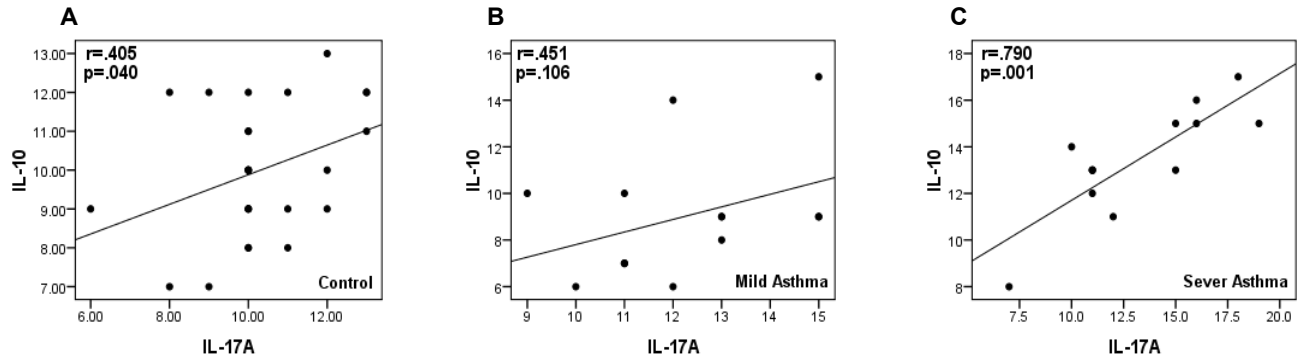 A
r=.405
p=.040
13.00
12.00
11.00
10.00
9.00
8.00
7.00
IL-10
6.00 8.00 10.00 12.00
IL-17A
Control
B
r=.451
p=.106
16
14
12
10
8
6
IL-10
9 10 11 12 13 14 15
IL-17A
Mild Asthma
C
r=.790
p=.001
18
16
14
12
10
8
IL-10
7.5 10.0 12.5 15.0 17.5 20.0
IL-17A
Sever Asthma